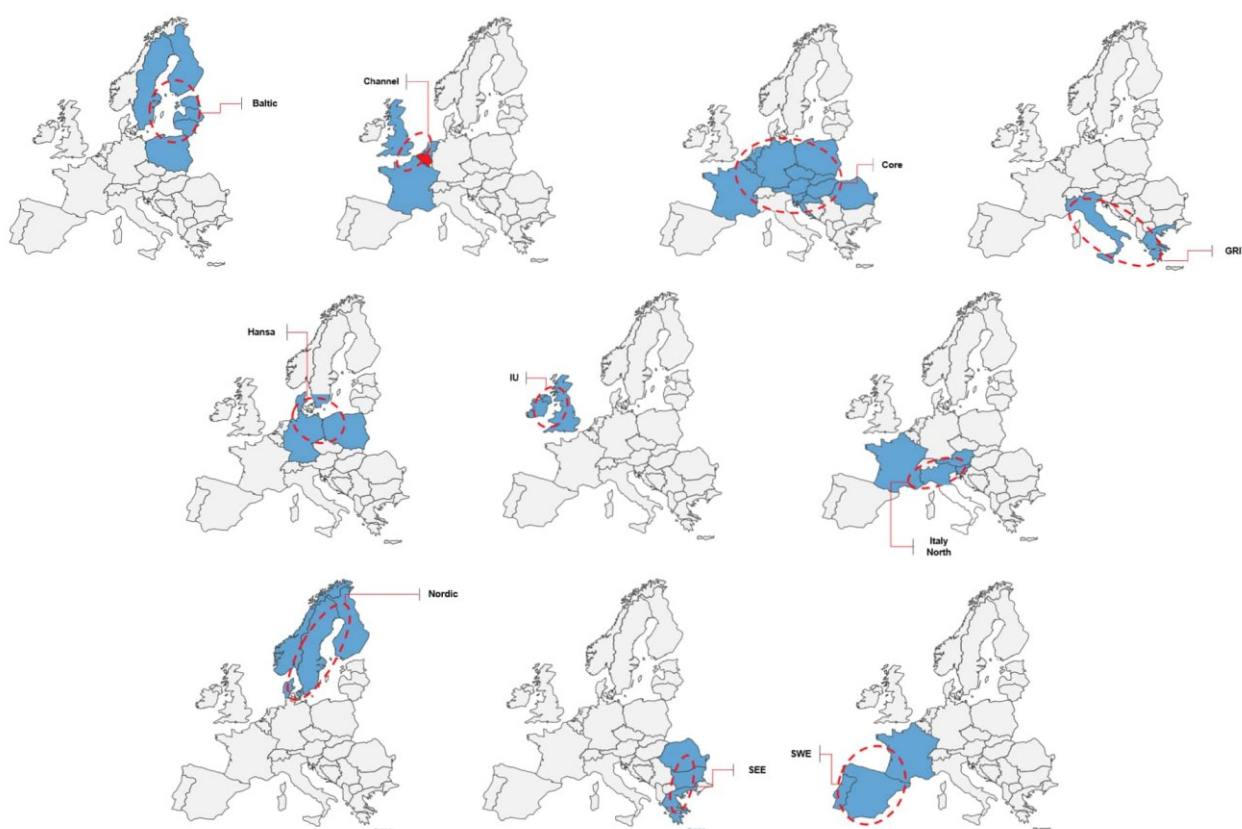 Baltic
Channel
Core
GRI
Hansa
IU
Italy
North
Nordic
SEE
SWE